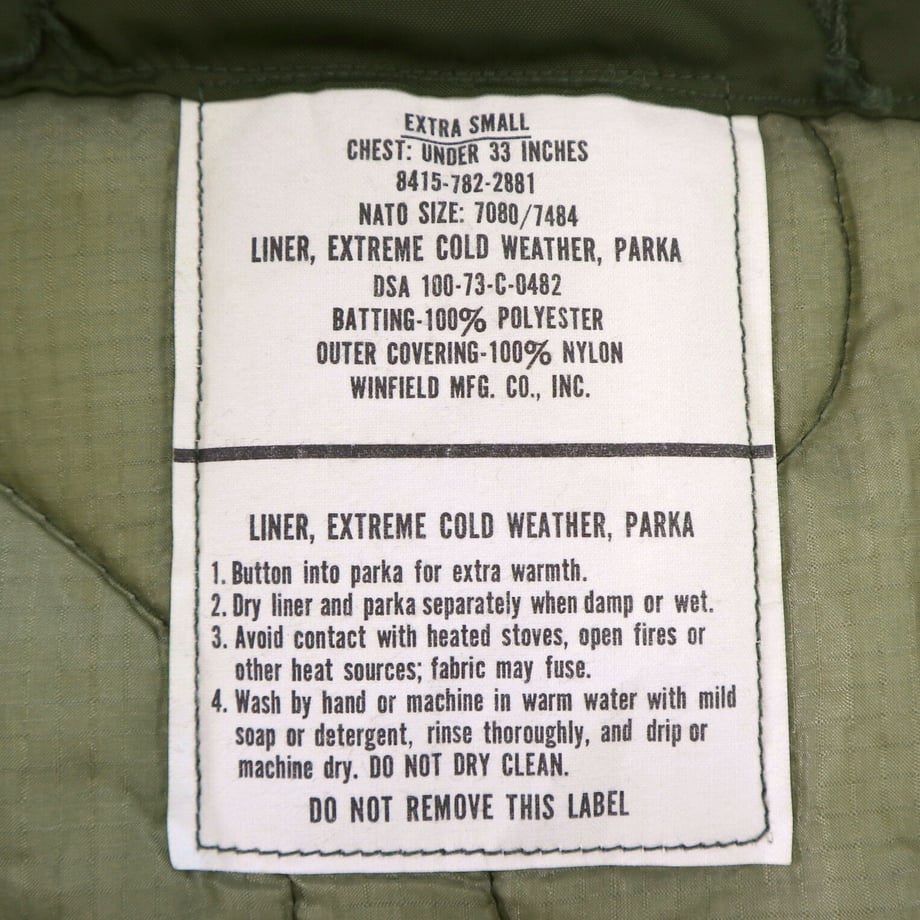 EXTRA SMALL
CHEST: UNDER 33 INCHES
8415-782-2881
NATO SIZE: 7080/7484
LINER, EXTREME COLD WEATHER, PARKA
DSA 100-73-C-0482
BATTING-100% POLYESTER
OUTER COVERING-100% NYLON
WINFIELD MFG. CO., INC.
LINER, EXTREME COLD WEATHER, PARKA
1. Button into parka for extra warmth.
2. Dry liner and parka separately when damp or wet.
3. Avoid contact with heated stoves, open fires or
other heat sources; fabric may fuse.
4. Wash by hand or machine in warm water with mild
soap or detergent, rinse thoroughly, and drip or
machine dry. DO NOT DRY CLEAN.
DO NOT REMOVE THIS LABEL